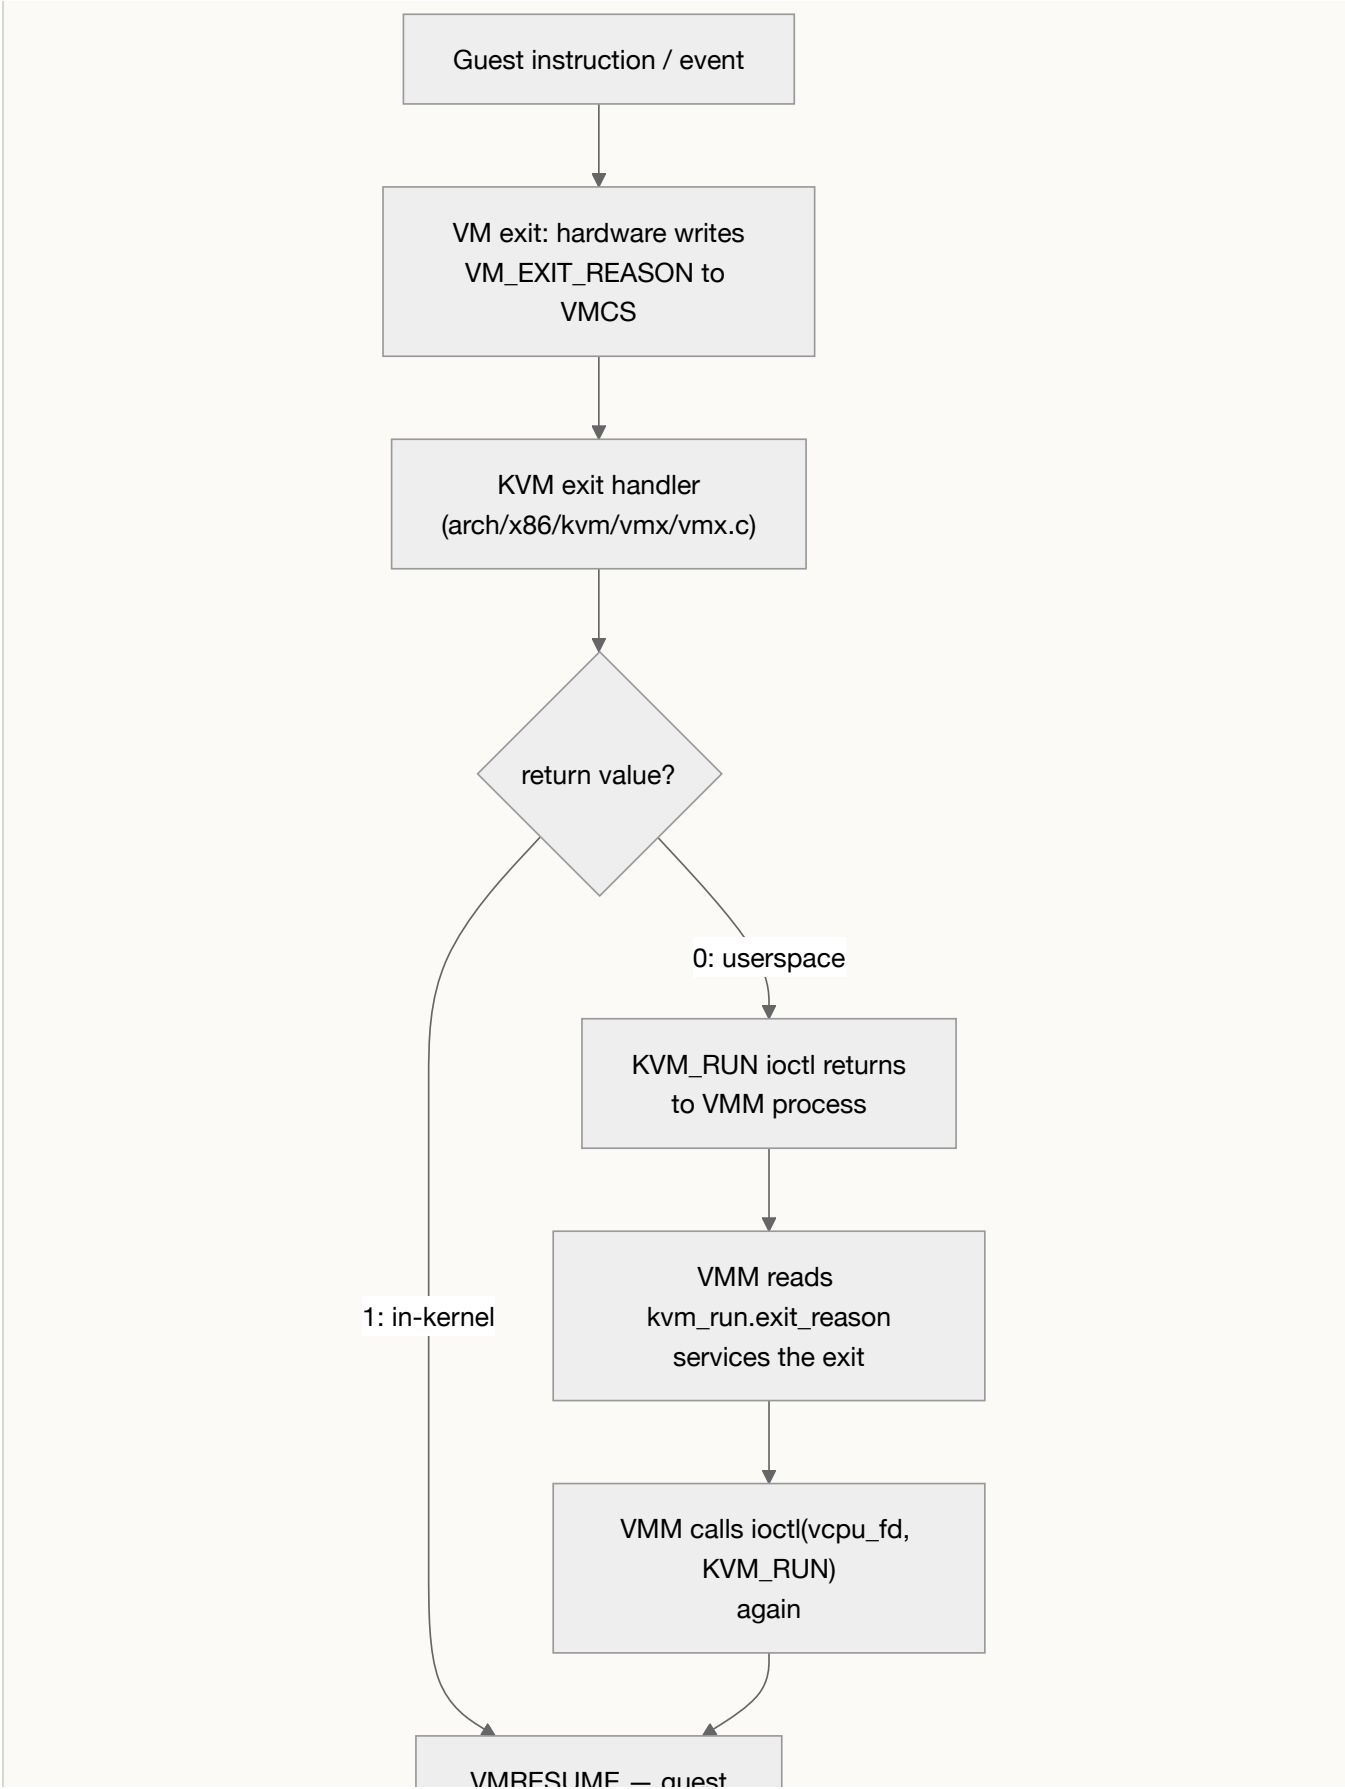 Guest instruction / event
VM exit: hardware writes
VM_EXIT_REASON to
VMCS
KVM exit handler
(arch/x86/kvm/vmx/vmx.c)
return value?
0: userspace
KVM_RUN ioctl returns
to VMM process
VMM reads
kvm_run.exit_reason
services the exit
1: in-kernel
VMM calls ioctl(vcpu_fd,
KVM_RUN)
again
VMRESUME — guest